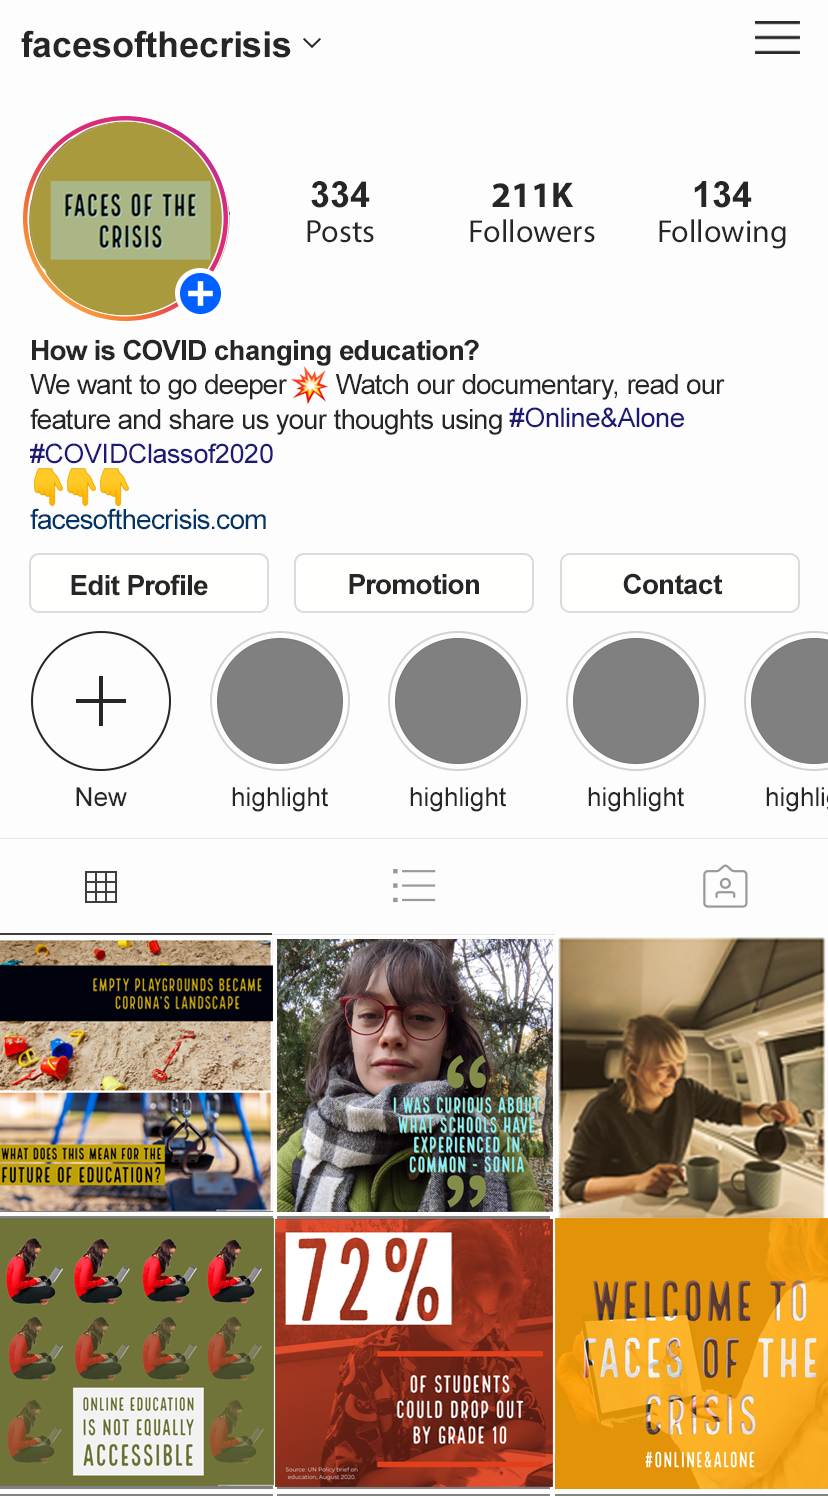 facesofthecrisis
FACES OF THE
CRISIS
334
Posts
211K
Followers
134
Following
How is COVID changing education?
We want to go deeper 💥 Watch our documentary, read our
feature and share us your thoughts using #Online&Alone
#COVIDClassof2020
👇👇👇
facesofthecrisis.com
Edit Profile
Promotion
Contact
New
highlight
highlight
highlight
highli
EMPTY PLAYGROUNDS BECAME
CORONA'S LANDSCAPE
WHAT DOES THIS MEAN FOR THE
FUTURE OF EDUCATION?
“
I WAS CURIOUS ABOUT
WHAT SCHOOLS HAVE
EXPERIENCED IN
COMMON - SONIA
”
ONLINE EDUCATION
IS NOT EQUALLY
ACCESSIBLE
72%
OF STUDENTS
COULD DROP OUT
BY GRADE 10
Source: UN Policy brief on
education, August 2020.
WELCOME TO
FACES OF THE
CRISIS
#ONLINE&ALONE